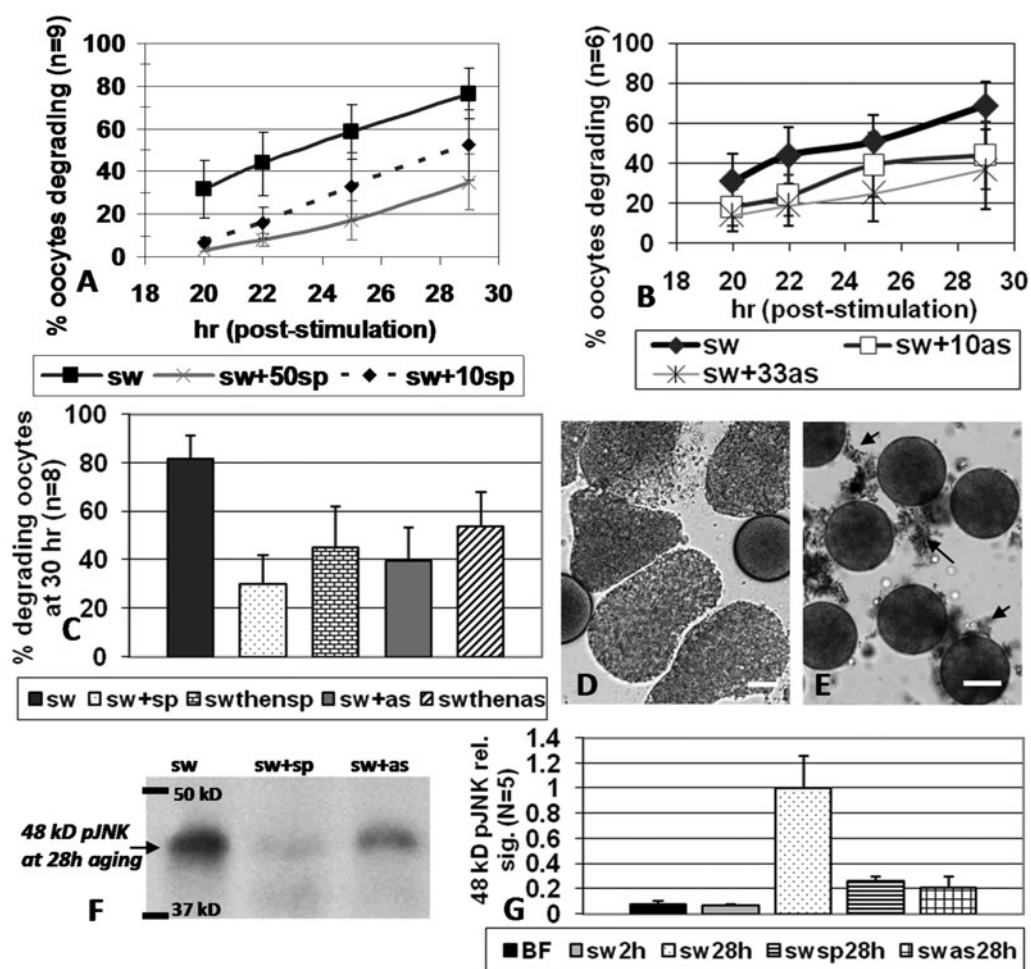 % oocytes degrading (n=9)
100
80
60
40
20
0
A
18 20 22 24 26 28 30
hr (post-stimulation)
sw sw+50sp sw+10sp
% oocytes degrading (n=6)
100
80
60
40
20
0
B
18 20 22 24 26 28 30
hr (post-stimulation)
sw sw+10as
sw+33as
% degrading oocytes
at 30 hr (n=8)
100
80
60
40
20
0
C
sw sw+sp swthensp sw+as swthenas
D
E
sw sw+sp sw+as
50 kD
48 kD pJNK
at 28h aging
37 kD
F
48 kD pJNK rel.
sig. (N=5)
1.4
1.2
1
0.8
0.6
0.4
0.2
0
G
BF sw2h sw28h swsp28h swas28h